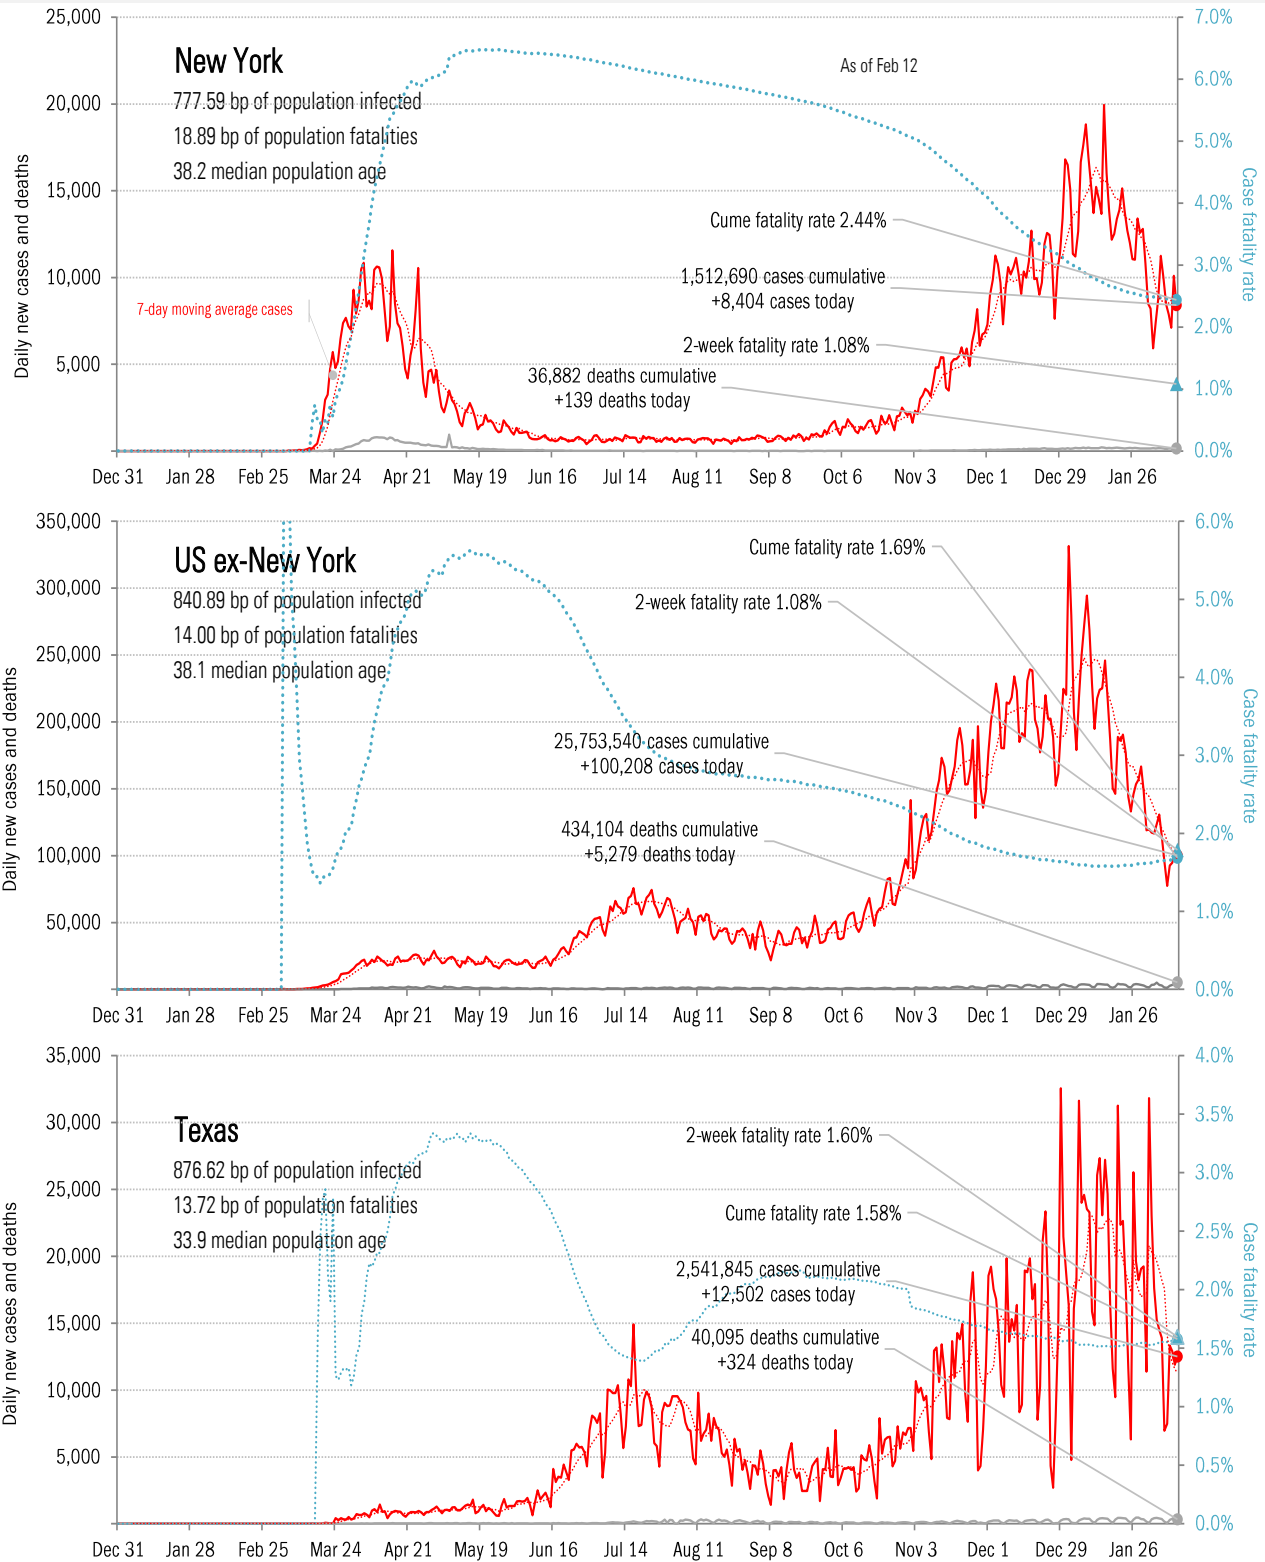 25,000
20,000
15,000
10,000
5,000
7.0%
6.0%
5.0%
4.0%
3.0%
2.0%
1.0%
0.0%
Daily new cases and deaths
Case fatality rate
New York
777.59 bp of population infected
18.89 bp of population fatalities
38.2 median population age
As of Feb 12
7-day moving average cases
Cume fatality rate 2.44%
1,512,690 cases cumulative
+8,404 cases today
2-week fatality rate 1.08%
36,882 deaths cumulative
+139 deaths today
Dec 31 Jan 28 Feb 25 Mar 24 Apr 21 May 19 Jun 16 Jul 14 Aug 11 Sep 8 Oct 6 Nov 3 Dec 1 Dec 29 Jan 26
350,000
300,000
250,000
200,000
150,000
100,000
50,000
6.0%
5.0%
4.0%
3.0%
2.0%
1.0%
0.0%
Daily new cases and deaths
Case fatality rate
US ex-New York
840.89 bp of population infected
14.00 bp of population fatalities
38.1 median population age
Cume fatality rate 1.69%
2-week fatality rate 1.08%
25,753,540 cases cumulative
+100,208 cases today
434,104 deaths cumulative
+5,279 deaths today
Dec 31 Jan 28 Feb 25 Mar 24 Apr 21 May 19 Jun 16 Jul 14 Aug 11 Sep 8 Oct 6 Nov 3 Dec 1 Dec 29 Jan 26
35,000
30,000
25,000
20,000
15,000
10,000
5,000
4.0%
3.5%
3.0%
2.5%
2.0%
1.5%
1.0%
0.5%
0.0%
Daily new cases and deaths
Case fatality rate
Texas
876.62 bp of population infected
13.72 bp of population fatalities
33.9 median population age
2-week fatality rate 1.60%
Cume fatality rate 1.58%
2,541,845 cases cumulative
+12,502 cases today
40,095 deaths cumulative
+324 deaths today
Dec 31 Jan 28 Feb 25 Mar 24 Apr 21 May 19 Jun 16 Jul 14 Aug 11 Sep 8 Oct 6 Nov 3 Dec 1 Dec 29 Jan 26